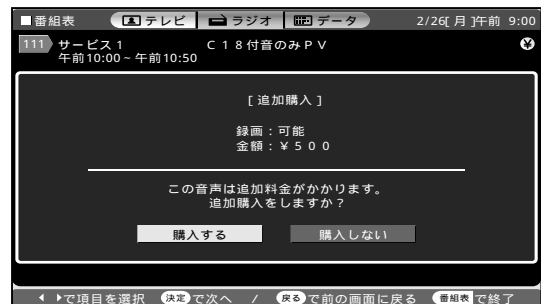 ■番組表 テレビ ラジオ データ 2/26[月]午前 9:00
111 サービス1 C18付音のみPV ¥
午前10:00~午前10:50
[追加購入]
録画:可能
金額:¥500
この音声は追加料金がかかります。
追加購入をしますか?
購入する 購入しない
で項目を選択 決定で次へ / 戻るで前の画面に戻る 番組表で終了